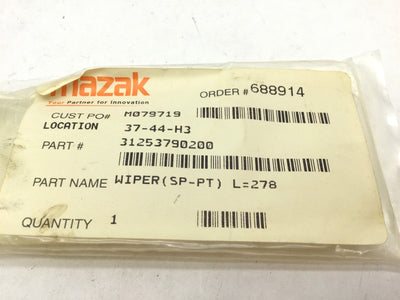 mazak
Your Partner for Innovation
ORDER # 688914
CUST PO# M079719
LOCATION 37-44-H3
PART # 31253790200
PART NAME WIPER(SP-PT) L=278
QUANTITY 1